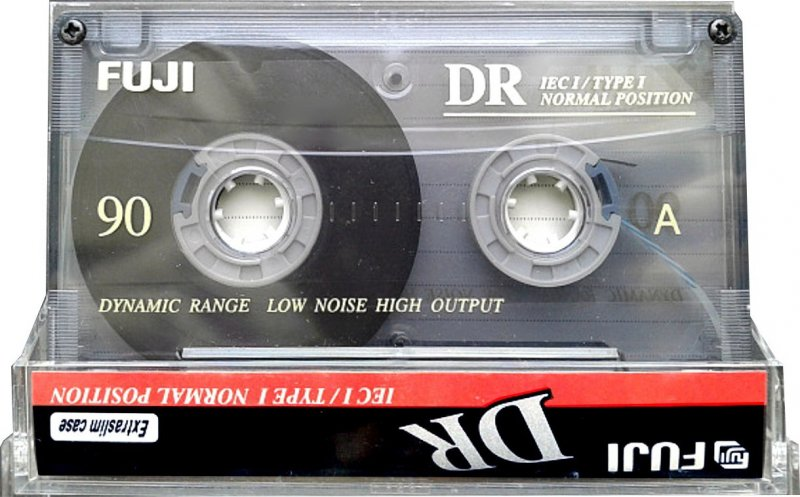 FUJI
DR
IEC I / TYPE I
NORMAL POSITION
90
A
DYNAMIC RANGE LOW NOISE HIGH OUTPUT
IEC I / TYPE I NORMAL POSITION
DR
Extraslim case
FUJI